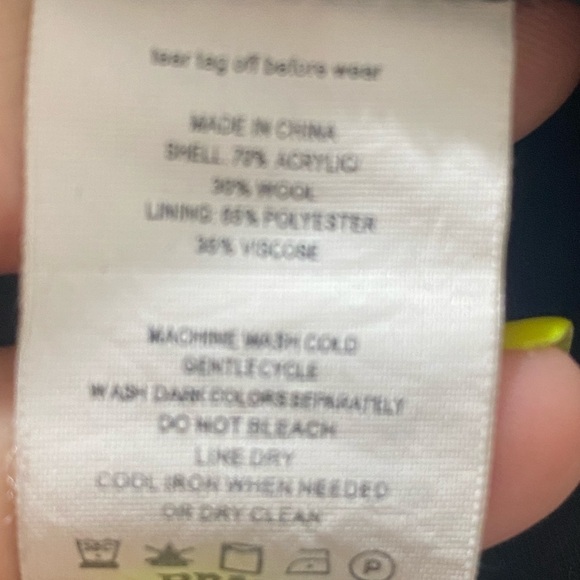 tear tag off before wear
MADE IN CHINA
SHELL: 70% ACRYLIC/
30% WOOL
LINING: 65% POLYESTER
35% VISCOSE
MACHINE WASH COLD
GENTLE CYCLE
WASH DARK COLORS SEPARATELY
DO NOT BLEACH
LINE DRY
COOL IRON WHEN NEEDED
OR DRY CLEAN
P